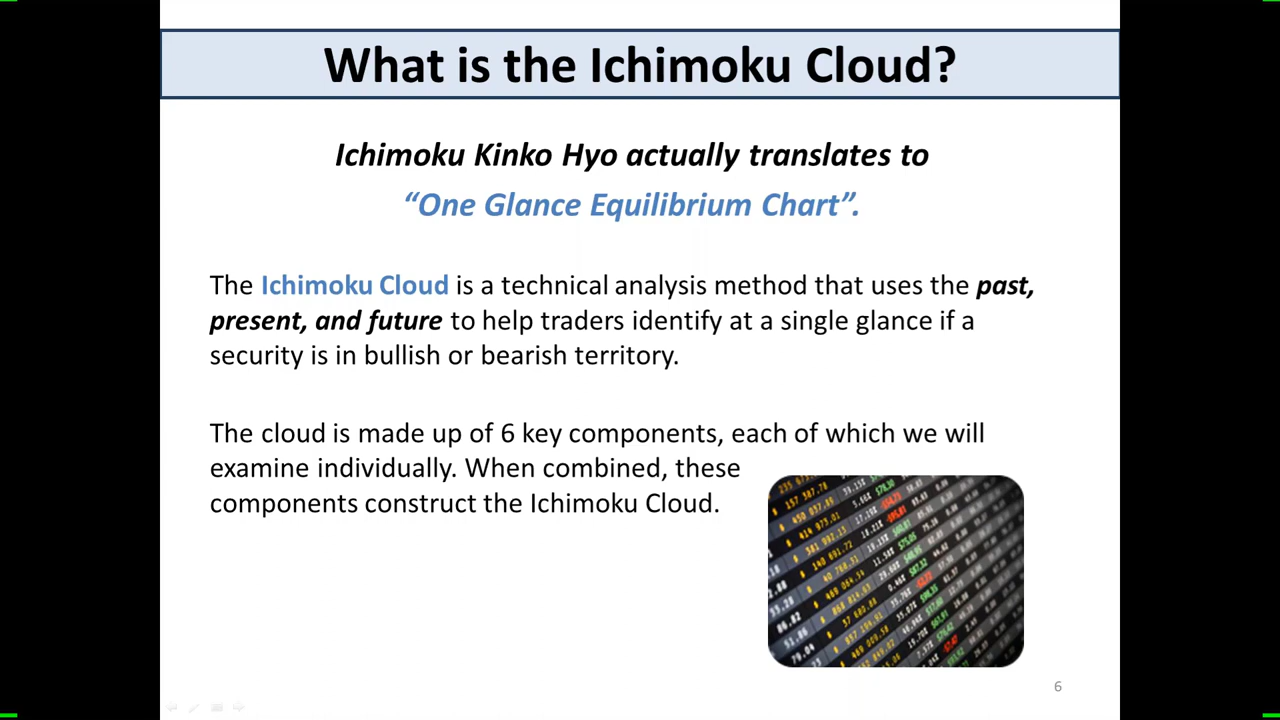 What is the Ichimoku Cloud?
Ichimoku Kinko Hyo actually translates to
“One Glance Equilibrium Chart”.
The Ichimoku Cloud is a technical analysis method that uses the past,
present, and future to help traders identify at a single glance if a
security is in bullish or bearish territory.
The cloud is made up of 6 key components, each of which we will
examine individually. When combined, these
components construct the Ichimoku Cloud.
6